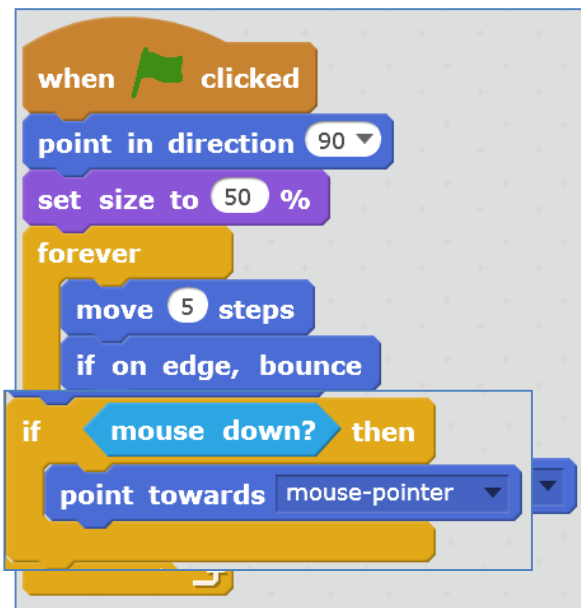 when clicked
point in direction 90
set size to 50 %
forever
move 5 steps
if on edge, bounce
if mouse down? then
point towards mouse-pointer